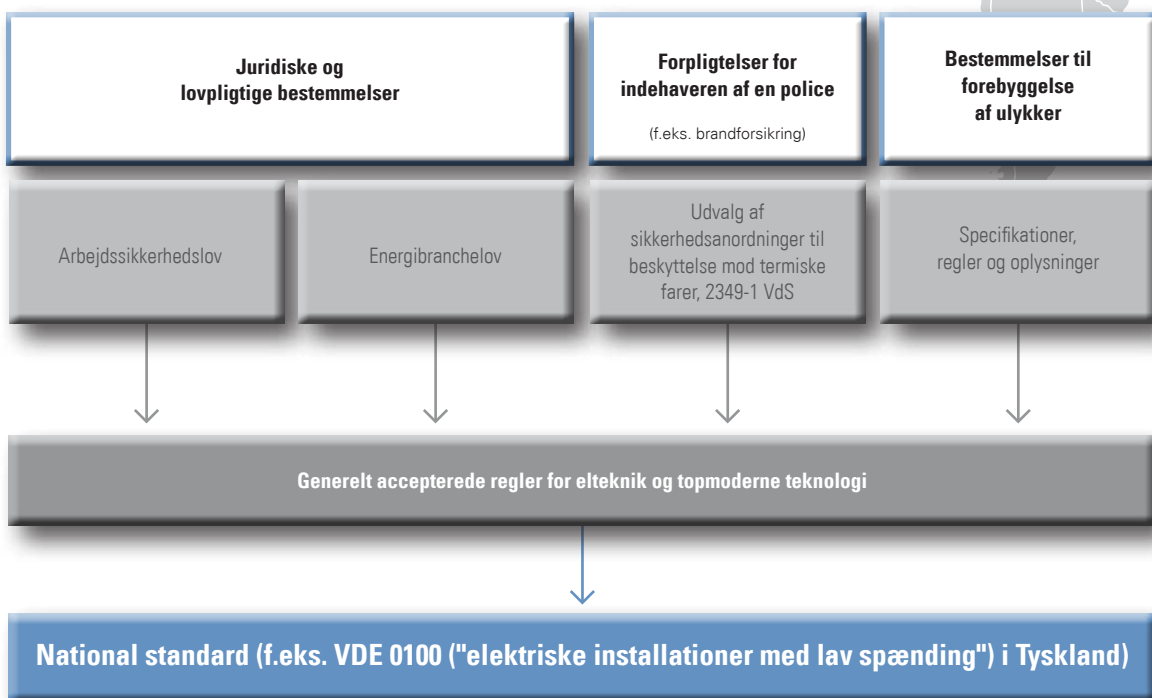 Juridiske og
lovpligtige bestemmelser
Forpligtelser for
indehaveren af en police
(f.eks. brandforsikring)
Bestemmelser til
forebyggelse
af ulykker
Arbejdssikkerhedslov
Energibranchelov
Udvalg af
sikkerhedsanordninger til
beskyttelse mod termiske
farer, 2349-1 VdS
Specifikationer,
regler og oplysninger
Generelt accepterede regler for elteknik og topmoderne teknologi
National standard (f.eks. VDE 0100 ("elektriske installationer med lav spænding") i Tyskland)